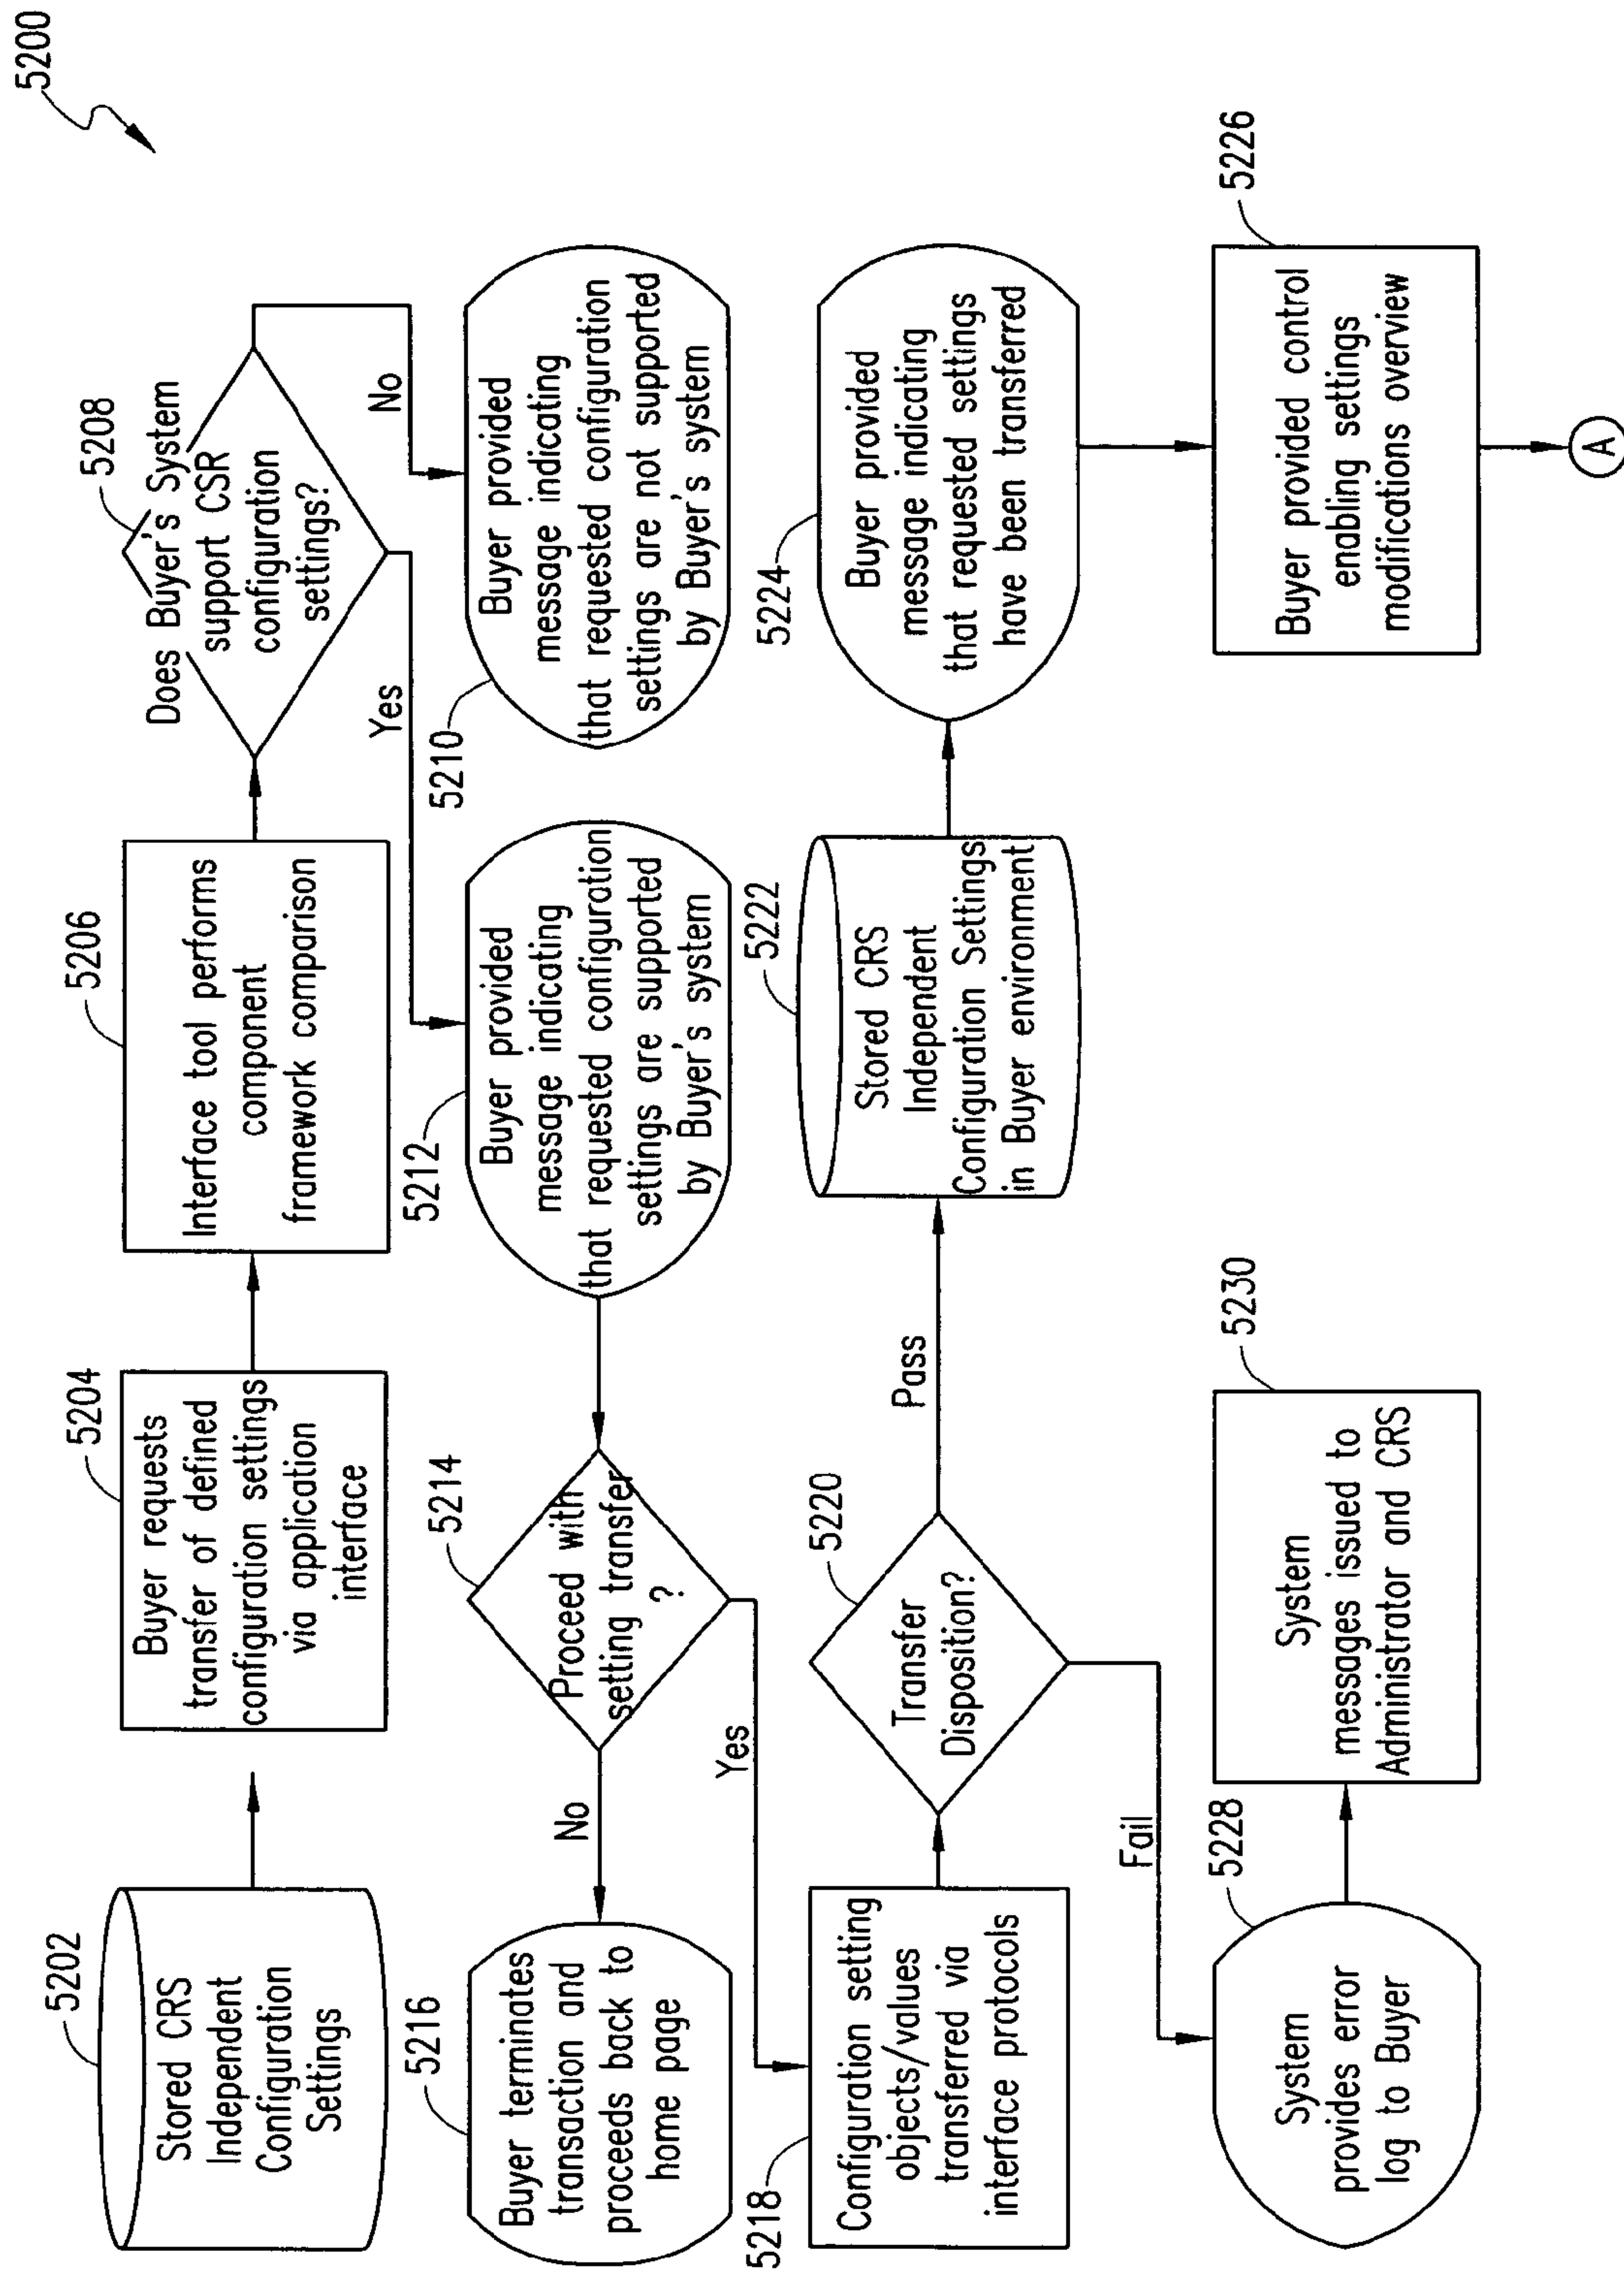 5200
5202
Stored CRS
Independent
Configuration
Settings
5204
Buyer requests
transfer of defined
configuration settings
via application
interface
5206
Interface tool performs
component
framework comparison
5208
Does Buyer's System
support CSR
configuration
settings?
No
Yes
5210
Buyer provided
message indicating
that requested configuration
settings are not supported
by Buyer's system
5212
Buyer provided
message indicating
that requested configuration
settings are supported
by Buyer's system
5214
Proceed with
setting transfer
?
No
Yes
5216
Buyer terminates
transaction and
proceeds back to
home page
5218
Configuration setting
objects/values
transferred via
interface protocols
5220
Transfer
Disposition?
Pass
Fail
5222
Stored CRS
Independent
Configuration Settings
in Buyer environment
5224
Buyer provided
message indicating
that requested settings
have been transferred
5226
Buyer provided control
enabling settings
modifications overview
A
5228
System
provides error
log to Buyer
5230
System
messages issued to
Administrator and CRS